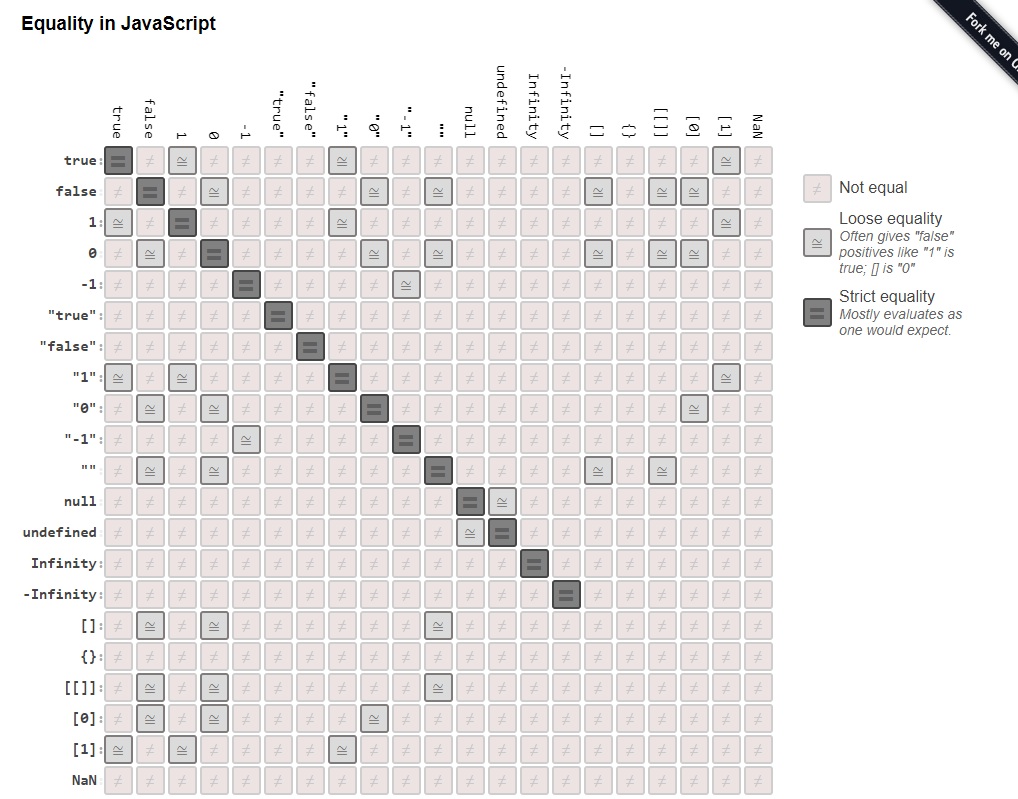 Equality in JavaScript
Fork me on
true false 1 0 -1 "true" "false" "1" "0" "-1" "" null undefined Infinity -Infinity [] {} [[]] [0] [1] NaN
true: = ≠ ≅ ≠ ≠ ≠ ≠ ≅ ≠ ≠ ≠ ≠ ≠ ≠ ≠ ≠ ≠ ≠ ≠ ≅ ≠
false: ≠ = ≠ ≅ ≠ ≠ ≠ ≠ ≅ ≠ ≅ ≠ ≠ ≠ ≠ ≅ ≠ ≅ ≅ ≠ ≠
1: ≅ ≠ = ≠ ≠ ≠ ≠ ≅ ≠ ≠ ≠ ≠ ≠ ≠ ≠ ≠ ≠ ≠ ≠ ≅ ≠
0: ≠ ≅ ≠ = ≠ ≠ ≠ ≠ ≅ ≠ ≅ ≠ ≠ ≠ ≠ ≅ ≠ ≅ ≅ ≠ ≠
-1: ≠ ≠ ≠ ≠ = ≠ ≠ ≠ ≠ ≅ ≠ ≠ ≠ ≠ ≠ ≠ ≠ ≠ ≠ ≠ ≠
"true": ≠ ≠ ≠ ≠ ≠ = ≠ ≠ ≠ ≠ ≠ ≠ ≠ ≠ ≠ ≠ ≠ ≠ ≠ ≠ ≠
"false": ≠ ≠ ≠ ≠ ≠ ≠ = ≠ ≠ ≠ ≠ ≠ ≠ ≠ ≠ ≠ ≠ ≠ ≠ ≠ ≠
"1": ≅ ≠ ≅ ≠ ≠ ≠ ≠ = ≠ ≠ ≠ ≠ ≠ ≠ ≠ ≠ ≠ ≠ ≠ ≅ ≠
"0": ≠ ≅ ≠ ≅ ≠ ≠ ≠ ≠ = ≠ ≠ ≠ ≠ ≠ ≠ ≠ ≠ ≠ ≅ ≠ ≠
"-1": ≠ ≠ ≠ ≠ ≅ ≠ ≠ ≠ ≠ = ≠ ≠ ≠ ≠ ≠ ≠ ≠ ≠ ≠ ≠ ≠
"" ≠ ≅ ≠ ≅ ≠ ≠ ≠ ≠ ≠ ≠ = ≠ ≠ ≠ ≠ ≅ ≠ ≅ ≠ ≠ ≠
null ≠ ≠ ≠ ≠ ≠ ≠ ≠ ≠ ≠ ≠ ≠ = ≅ ≠ ≠ ≠ ≠ ≠ ≠ ≠ ≠
undefined ≠ ≠ ≠ ≠ ≠ ≠ ≠ ≠ ≠ ≠ ≠ ≅ = ≠ ≠ ≠ ≠ ≠ ≠ ≠ ≠
Infinity: ≠ ≠ ≠ ≠ ≠ ≠ ≠ ≠ ≠ ≠ ≠ ≠ ≠ = ≠ ≠ ≠ ≠ ≠ ≠ ≠
-Infinity: ≠ ≠ ≠ ≠ ≠ ≠ ≠ ≠ ≠ ≠ ≠ ≠ ≠ ≠ = ≠ ≠ ≠ ≠ ≠ ≠
[]: ≠ ≅ ≠ ≅ ≠ ≠ ≠ ≠ ≠ ≠ ≅ ≠ ≠ ≠ ≠ ≠ ≠ ≠ ≠ ≠ ≠
{}: ≠ ≠ ≠ ≠ ≠ ≠ ≠ ≠ ≠ ≠ ≠ ≠ ≠ ≠ ≠ ≠ ≠ ≠ ≠ ≠ ≠
[[]]: ≠ ≅ ≠ ≅ ≠ ≠ ≠ ≠ ≠ ≠ ≅ ≠ ≠ ≠ ≠ ≠ ≠ ≠ ≠ ≠ ≠
[0]: ≠ ≅ ≠ ≅ ≠ ≠ ≠ ≠ ≅ ≠ ≠ ≠ ≠ ≠ ≠ ≠ ≠ ≠ ≠ ≠ ≠
[1]: ≅ ≠ ≅ ≠ ≠ ≠ ≠ ≅ ≠ ≠ ≠ ≠ ≠ ≠ ≠ ≠ ≠ ≠ ≠ ≠ ≠
NaN ≠ ≠ ≠ ≠ ≠ ≠ ≠ ≠ ≠ ≠ ≠ ≠ ≠ ≠ ≠ ≠ ≠ ≠ ≠ ≠ ≠
≠ Not equal
≅ Loose equality
Often gives "false"
positives like "1" is
true; [] is "0"
= Strict equality
Mostly evaluates as
one would expect.